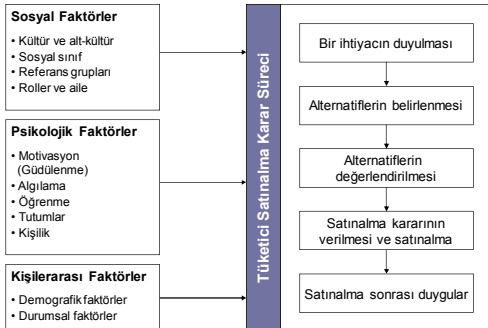 Sosyal Faktörler
• Kültür ve alt-kültür
• Sosyal sınıf
• Referans grupları
• Roller ve aile
Psikolojik Faktörler
• Motivasyon
(Güdülenme)
• Algılama
• Öğrenme
• Tutumlar
• Kişilik
Kişilerarası Faktörler
• Demografik faktörler
• Durumsal faktörler
Tüketici Satınalma Karar Süreci
Bir ihtiyacın duyulması
Alternatiflerin belirlenmesi
Alternatiflerin
değerlendirilmesi
Satınalma kararının
verilmesi ve satınalma
Satınalma sonrası duygular